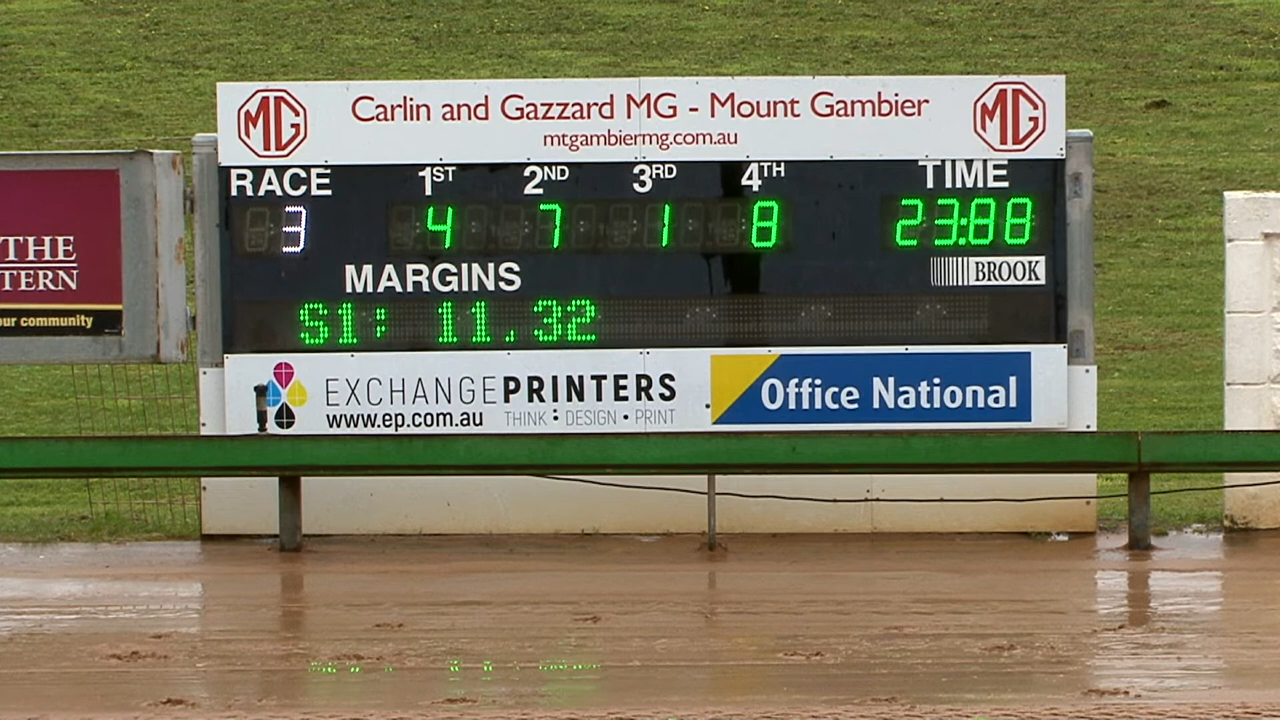 MG Carlin and Gazzard MG - Mount Gambier MG
mtgambiermg.com.au
RACE 1ST 2ND 3RD 4TH TIME
3 4 7 1 8 23:88
BROOK
MARGINS
S1: 11.32
THE
TERN
our community
EXCHANGEPRINTERS
www.ep.com.au THINK : DESIGN • PRINT
Office National